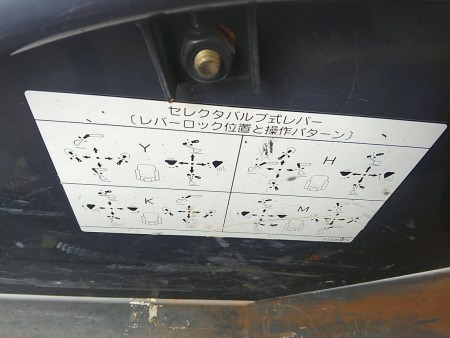 セレクタバルブ式レバー
〔レバーロック位置と操作パターン〕
Y H
K M